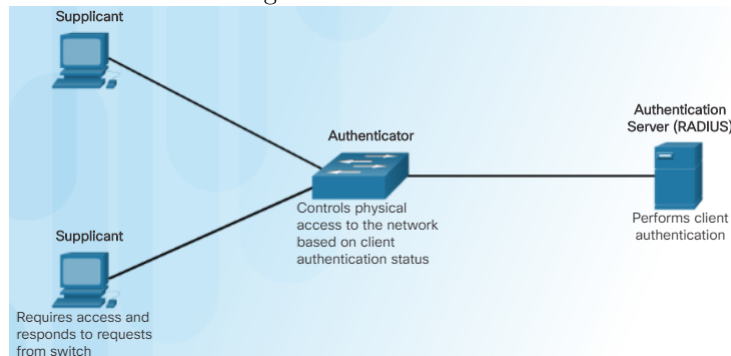 Supplicant
Authenticator
Authentication
Server (RADIUS)
Controls physical
access to the network
based on client
authentication status
Performs client
authentication
Supplicant
Requires access and
responds to requests
from switch